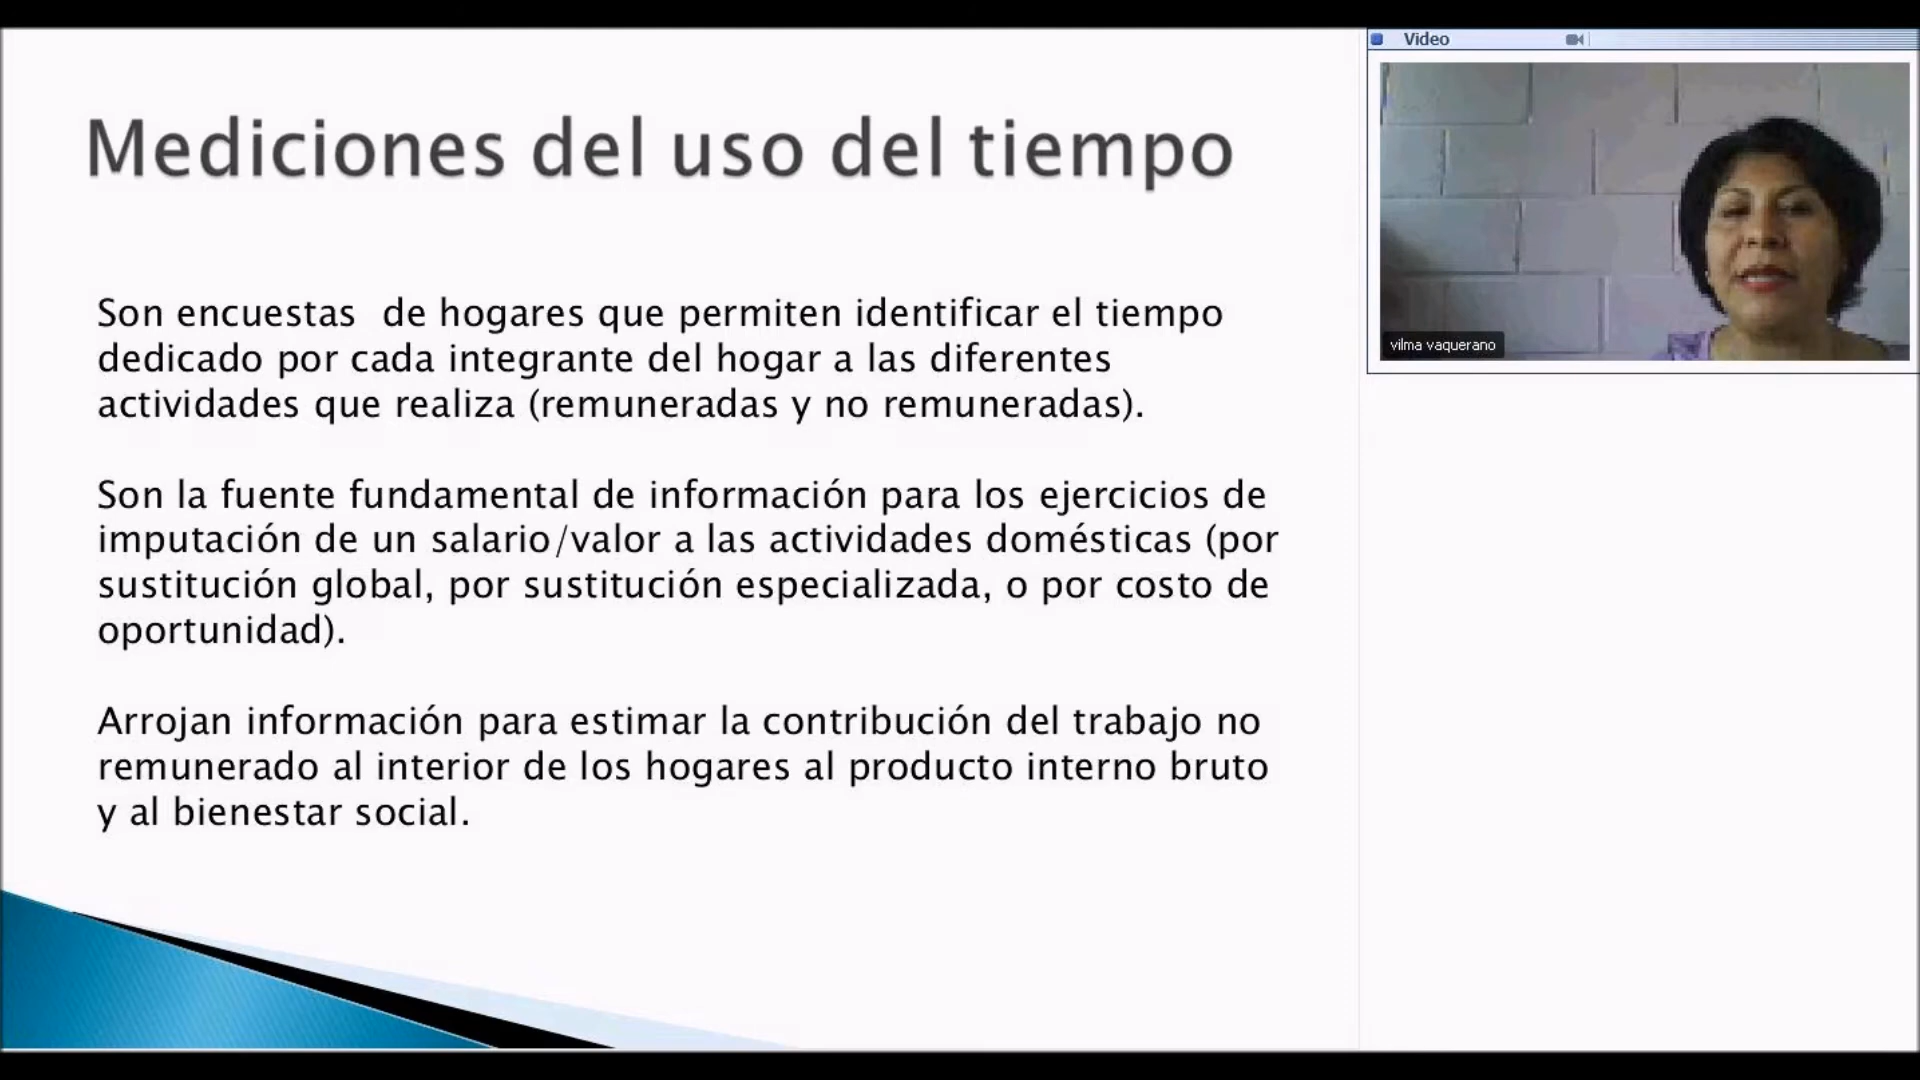 Mediciones del uso del tiempo
Son encuestas de hogares que permiten identificar el tiempo
dedicado por cada integrante del hogar a las diferentes
actividades que realiza (remuneradas y no remuneradas).
Son la fuente fundamental de información para los ejercicios de
imputación de un salario/valor a las actividades domésticas (por
sustitución global, por sustitución especializada, o por costo de
oportunidad).
Arrojan información para estimar la contribución del trabajo no
remunerado al interior de los hogares al producto interno bruto
y al bienestar social.
Video
vilma vaquerano